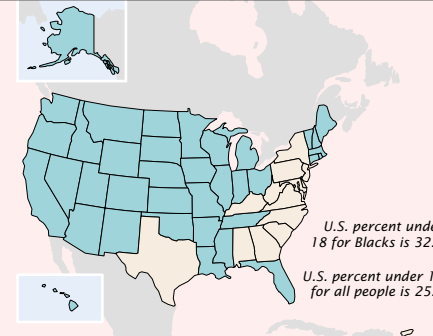 U.S. percent unde
18 for Blacks is 32.
U.S. percent under 1
for all people is 25.